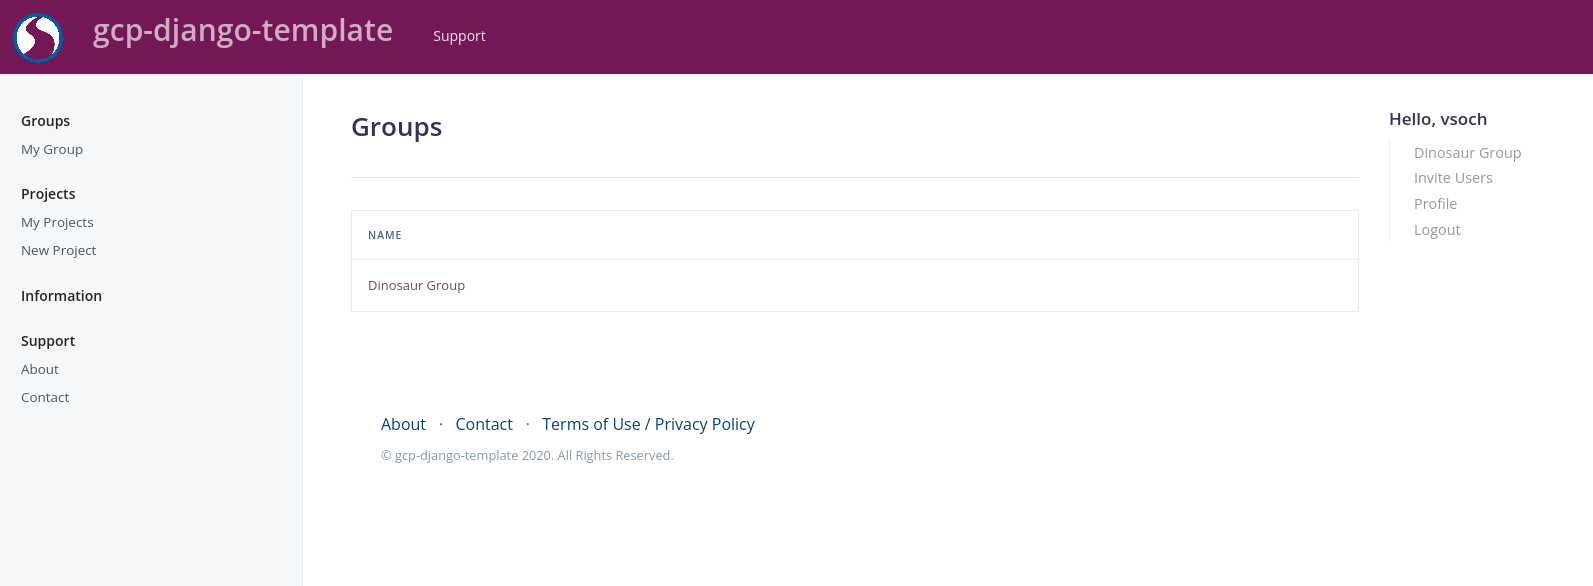 gcp-django-template
Support
Groups
My Group
Projects
My Projects
New Project
Information
Support
About
Contact
Groups
NAME
Dinosaur Group
About · Contact · Terms of Use / Privacy Policy
© gcp-django-template 2020. All Rights Reserved.
Hello, vsoch
Dinosaur Group
Invite Users
Profile
Logout